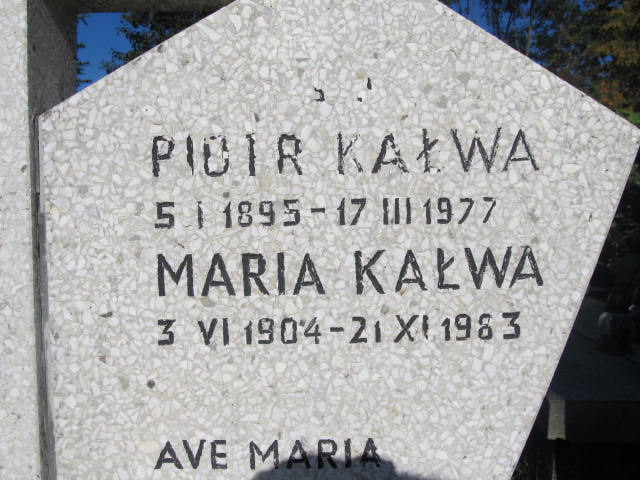 PIOTR KAŁWA
5 I 1895-17 III 1977
MARIA KAŁWA
3 VI 1904-21 XI 1983
AVE MARIA